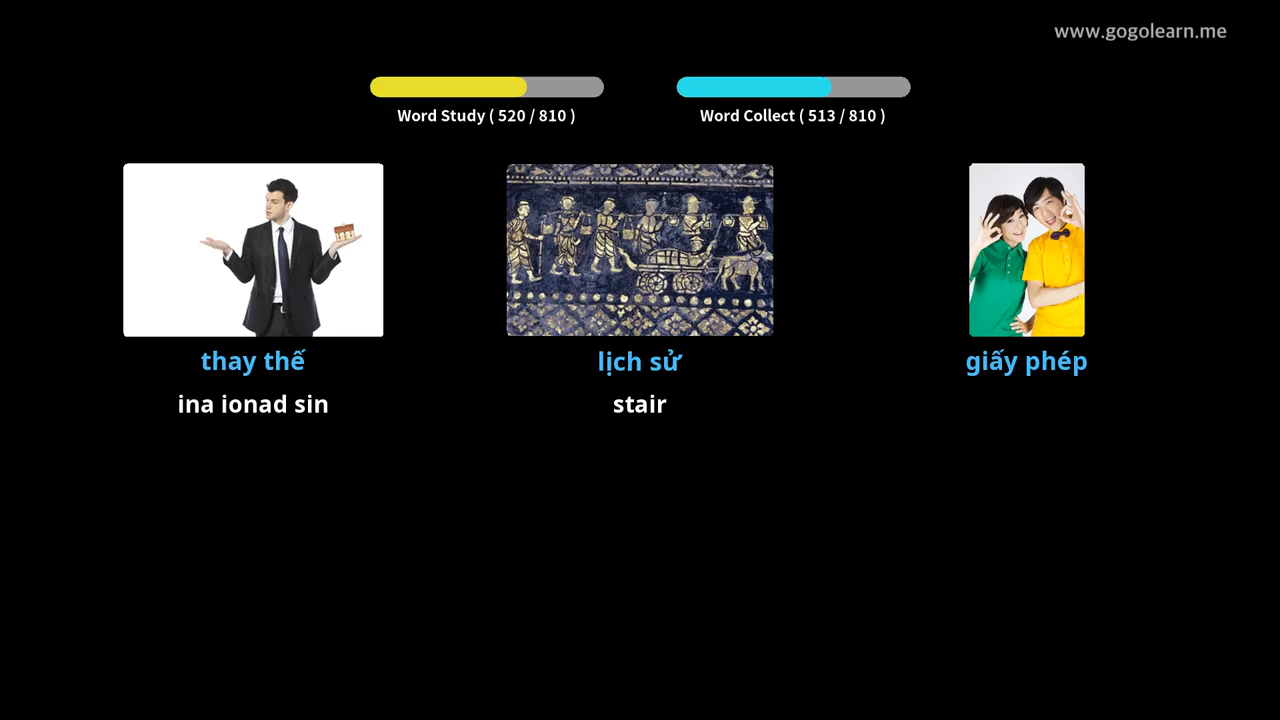 www.gogolearn.me
Word Study ( 520 / 810 )
Word Collect ( 513 / 810 )
thay thế
lịch sử
giấy phép
ina ionad sin
stair